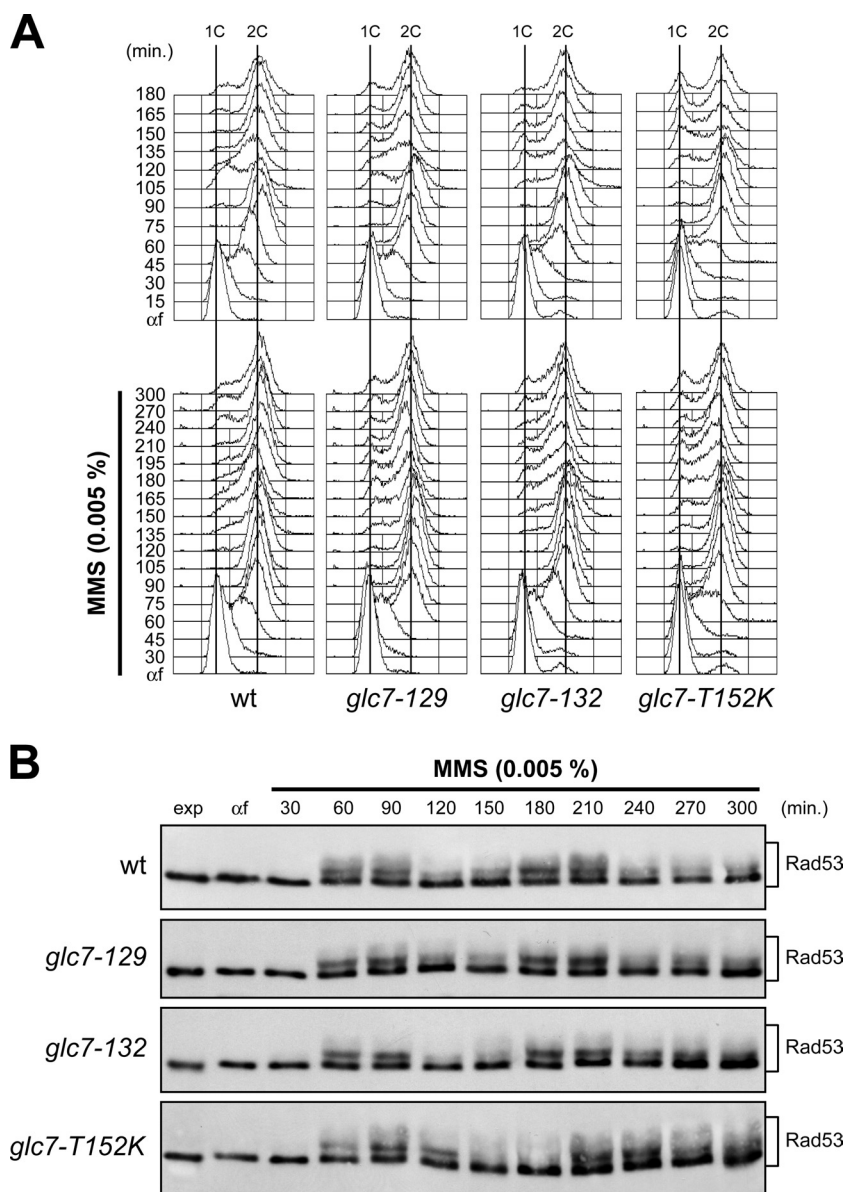 A
1C 2C 1C 2C 1C 2C 1C 2C
(min.)
180
165
150
135
120
105
90
75
60
45
30
15
αf
MMS (0.005 %)
300
270
240
210
195
180
165
150
135
120
105
90
75
60
45
30
αf
wt glc7-129 glc7-132 glc7-T152K
B
MMS (0.005 %)
exp αf 30 60 90 120 150 180 210 240 270 300 (min.)
wt Rad53
glc7-129 Rad53
glc7-132 Rad53
glc7-T152K Rad53